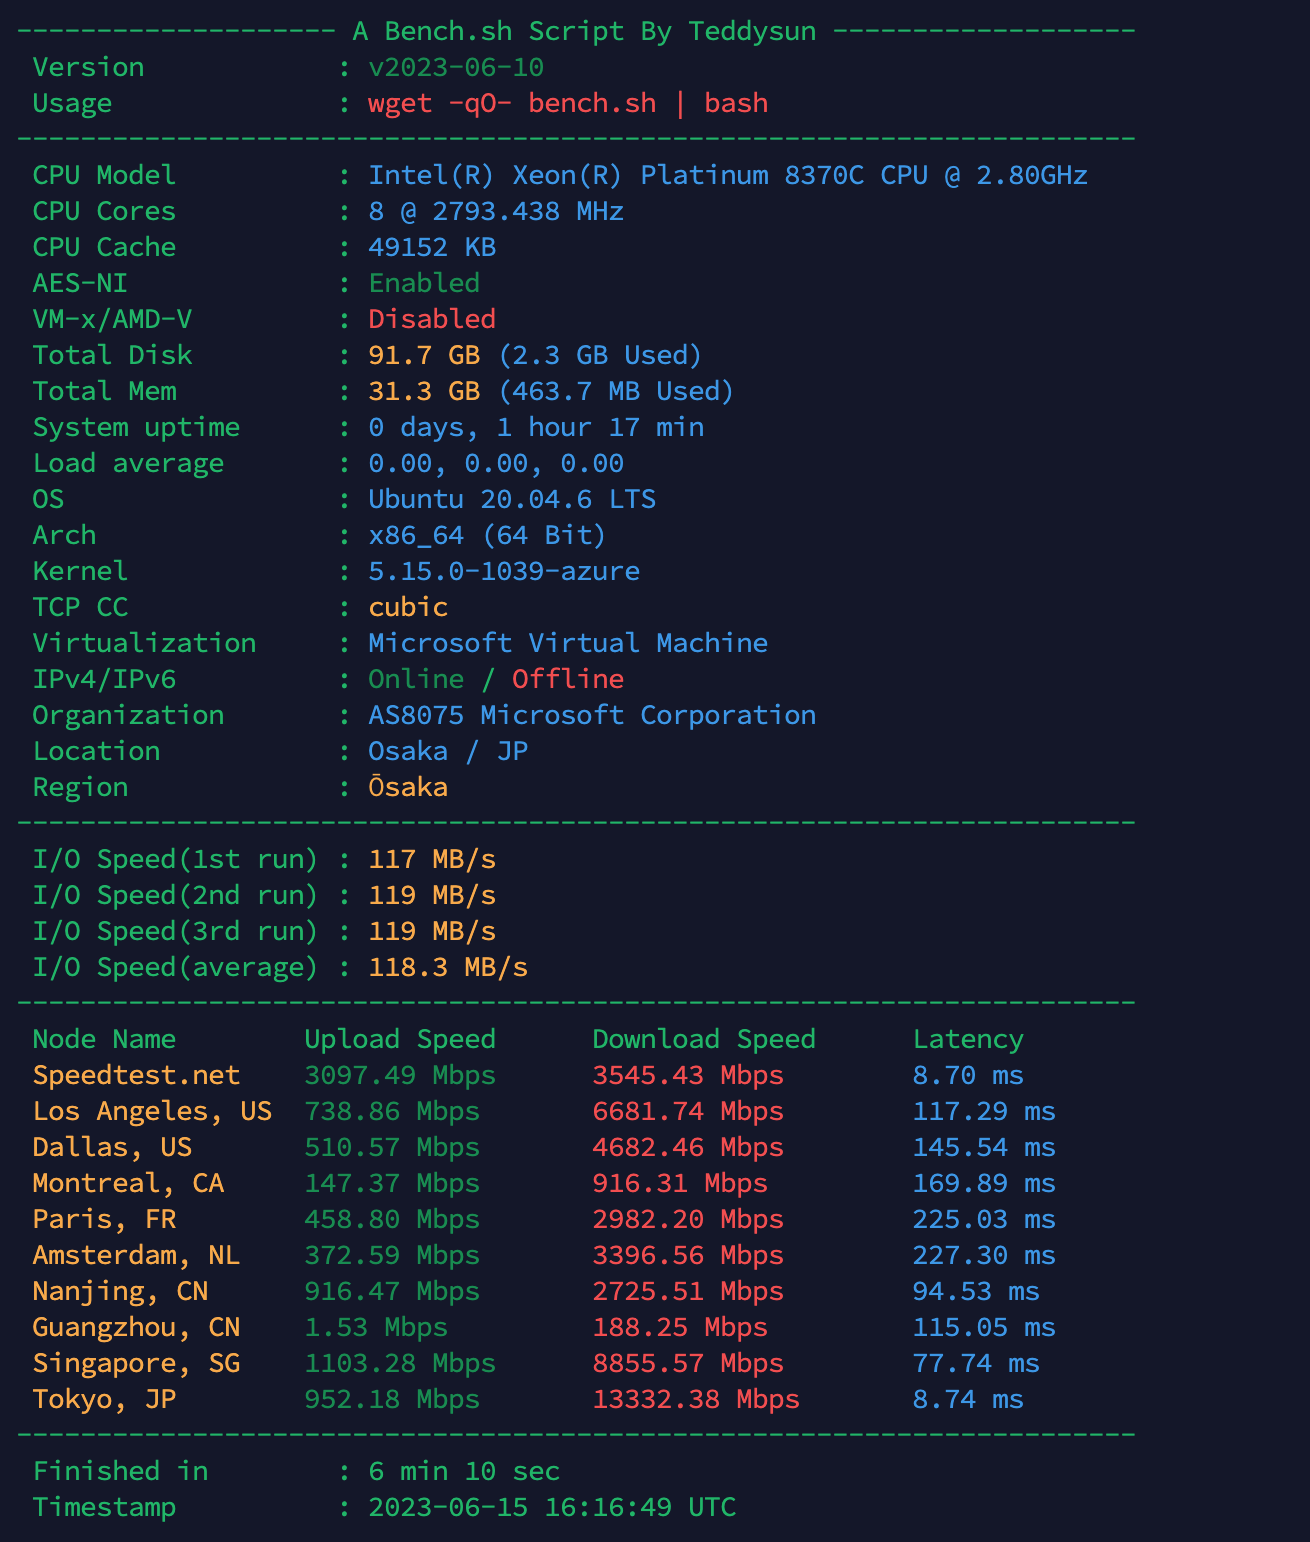 -------------------- A Bench.sh Script By Teddysun -------------------
 Version            : v2023-06-10
 Usage              : wget -qO- bench.sh | bash
----------------------------------------------------------------------
 CPU Model          : Intel(R) Xeon(R) Platinum 8370C CPU @ 2.80GHz
 CPU Cores          : 8 @ 2793.438 MHz
 CPU Cache          : 49152 KB
 AES-NI             : Enabled
 VM-x/AMD-V         : Disabled
 Total Disk         : 91.7 GB (2.3 GB Used)
 Total Mem          : 31.3 GB (463.7 MB Used)
 System uptime      : 0 days, 1 hour 17 min
 Load average       : 0.00, 0.00, 0.00
 OS                 : Ubuntu 20.04.6 LTS
 Arch               : x86_64 (64 Bit)
 Kernel             : 5.15.0-1039-azure
 TCP CC             : cubic
 Virtualization     : Microsoft Virtual Machine
 IPv4/IPv6          : Online / Offline
 Organization       : AS8075 Microsoft Corporation
 Location           : Osaka / JP
 Region             : Ōsaka
----------------------------------------------------------------------
 I/O Speed(1st run) : 117 MB/s
 I/O Speed(2nd run) : 119 MB/s
 I/O Speed(3rd run) : 119 MB/s
 I/O Speed(average) : 118.3 MB/s
----------------------------------------------------------------------
 Node Name        Upload Speed      Download Speed      Latency
 Speedtest.net    3097.49 Mbps      3545.43 Mbps        8.70 ms
 Los Angeles, US  738.86 Mbps       6681.74 Mbps        117.29 ms
 Dallas, US       510.57 Mbps       4682.46 Mbps        145.54 ms
 Montreal, CA     147.37 Mbps       916.31 Mbps         169.89 ms
 Paris, FR        458.80 Mbps       2982.20 Mbps        225.03 ms
 Amsterdam, NL    372.59 Mbps       3396.56 Mbps        227.30 ms
 Nanjing, CN      916.47 Mbps       2725.51 Mbps        94.53 ms
 Guangzhou, CN    1.53 Mbps         188.25 Mbps         115.05 ms
 Singapore, SG    1103.28 Mbps      8855.57 Mbps        77.74 ms
 Tokyo, JP        952.18 Mbps       13332.38 Mbps       8.74 ms
----------------------------------------------------------------------
 Finished in        : 6 min 10 sec
 Timestamp          : 2023-06-15 16:16:49 UTC